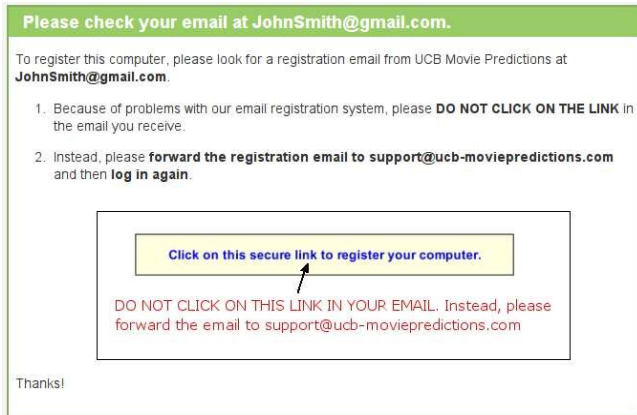 Please check your email at JohnSmith@gmail.com.
To register this computer, please look for a registration email from UCB Movie Predictions at
JohnSmith@gmail.com.
1. Because of problems with our email registration system, please DO NOT CLICK ON THE LINK in
the email you receive.
2. Instead, please forward the registration email to support@ucb-moviepredictions.com
and then log in again.
Click on this secure link to register your computer.
DO NOT CLICK ON THIS LINK IN YOUR EMAIL. Instead, please
forward the email to support@ucb-moviepredictions.com
Thanks!